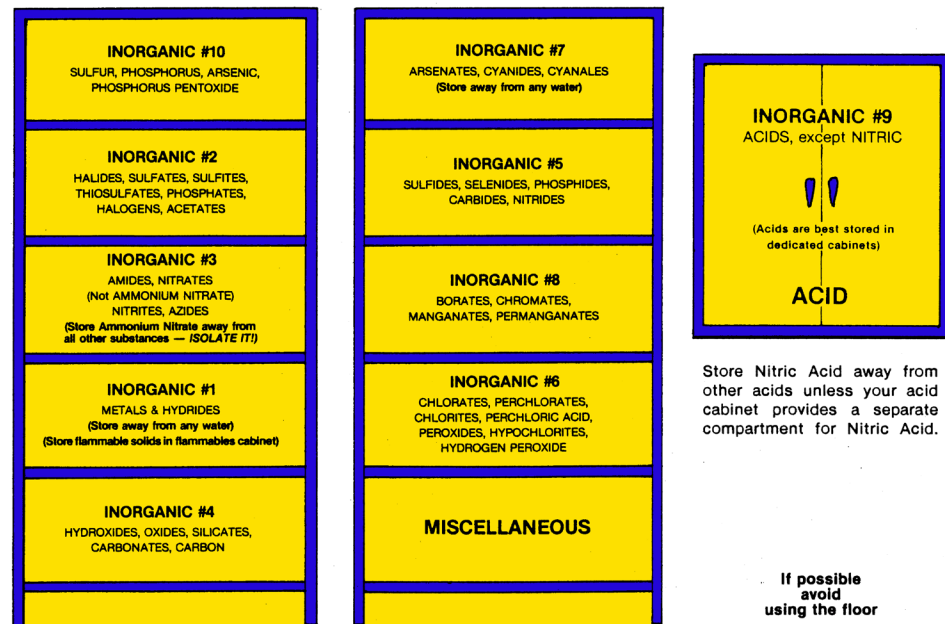 INORGANIC #10
SULFUR, PHOSPHORUS, ARSENIC,
PHOSPHORUS PENTOXIDE
INORGANIC #2
HALIDES, SULFATES, SULFITES,
THIOSULFATES, PHOSPHATES,
HALOGENS, ACETATES
INORGANIC #3
AMIDES, NITRATES
(Not AMMONIUM NITRATE)
NITRITES, AZIDES
(Store Ammonium Nitrate away from
all other substances — ISOLATE IT!)
INORGANIC #1
METALS & HYDRIDES
(Store away from any water)
(Store flammable solids in flammables cabinet)
INORGANIC #4
HYDROXIDES, OXIDES, SILICATES,
CARBONATES, CARBON
INORGANIC #7
ARSENATES, CYANIDES, CYANALES
(Store away from any water)
INORGANIC #5
SULFIDES, SELENIDES, PHOSPHIDES,
CARBIDES, NITRIDES
INORGANIC #8
BORATES, CHROMATES,
MANGANATES, PERMANGANATES
INORGANIC #6
CHLORATES, PERCHLORATES,
CHLORITES, PERCHLORIC ACID,
PEROXIDES, HYPOCHLORITES,
HYDROGEN PEROXIDE
MISCELLANEOUS
INORGANIC #9
ACIDS, except NITRIC
(Acids are best stored in
dedicated cabinets)
ACID
Store Nitric Acid away from
other acids unless your acid
cabinet provides a separate
compartment for Nitric Acid.
If possible
avoid
using the floor